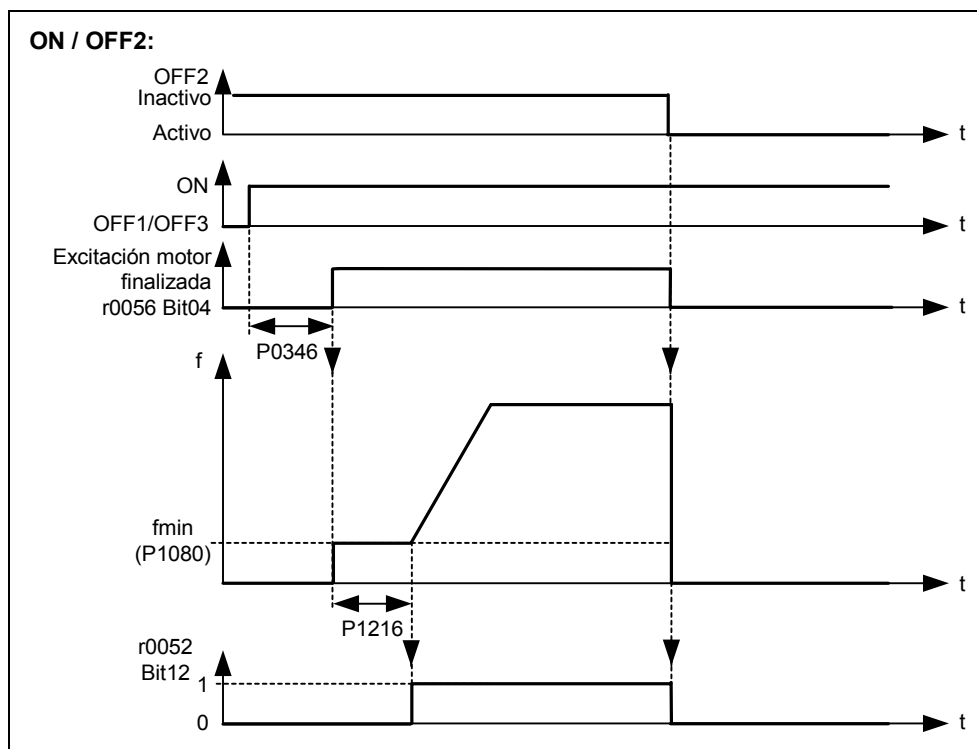 ON / OFF2:
OFF2
Inactivo
Activo
t
ON
OFF1/OFF3
t
Excitación motor
finalizada
r0056 Bit04
t
P0346
f
fmin
(P1080)
t
P1216
r0052
Bit12
1
0
t